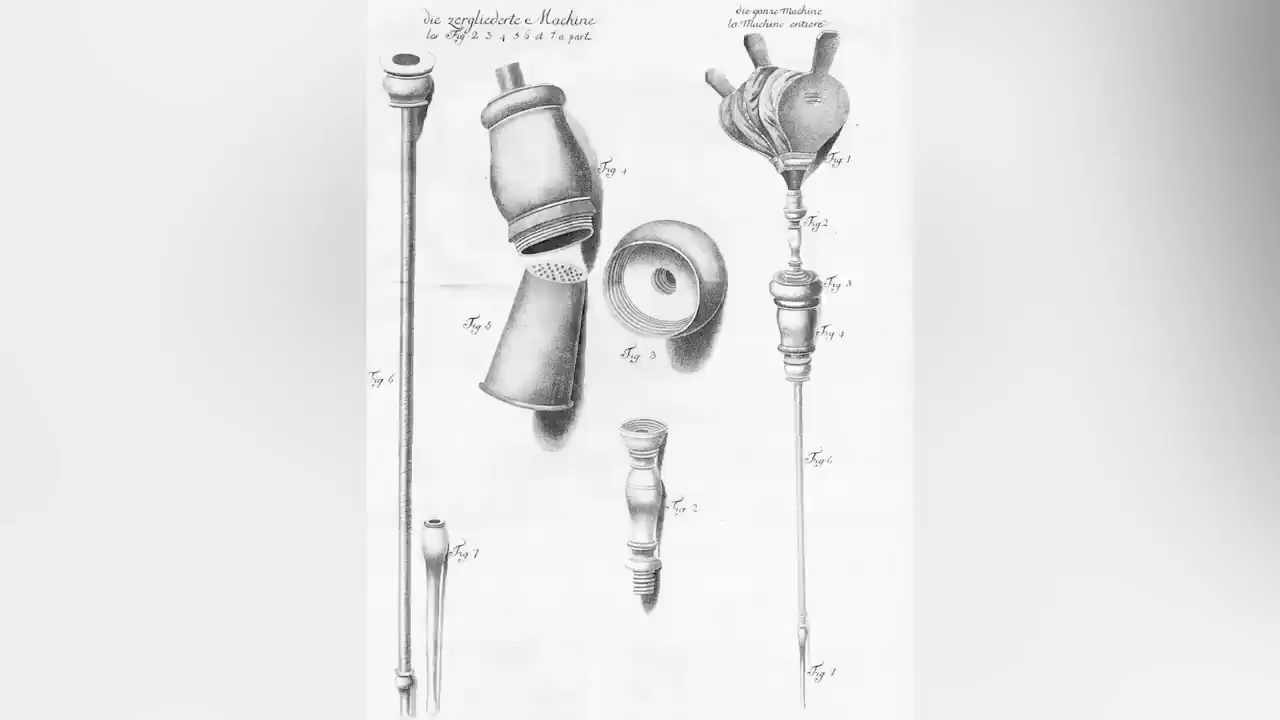 die zergliederte Machine
les Fig 2 3 4 5 6 et 7 a part
die ganze Machine
la Machine entiere
Fig 1
Fig 4
Fig 2
Fig 3
Fig 5
Fig 4
Fig 3
Fig 6
Fig 6
Fig 2
Fig 7
Fig 7